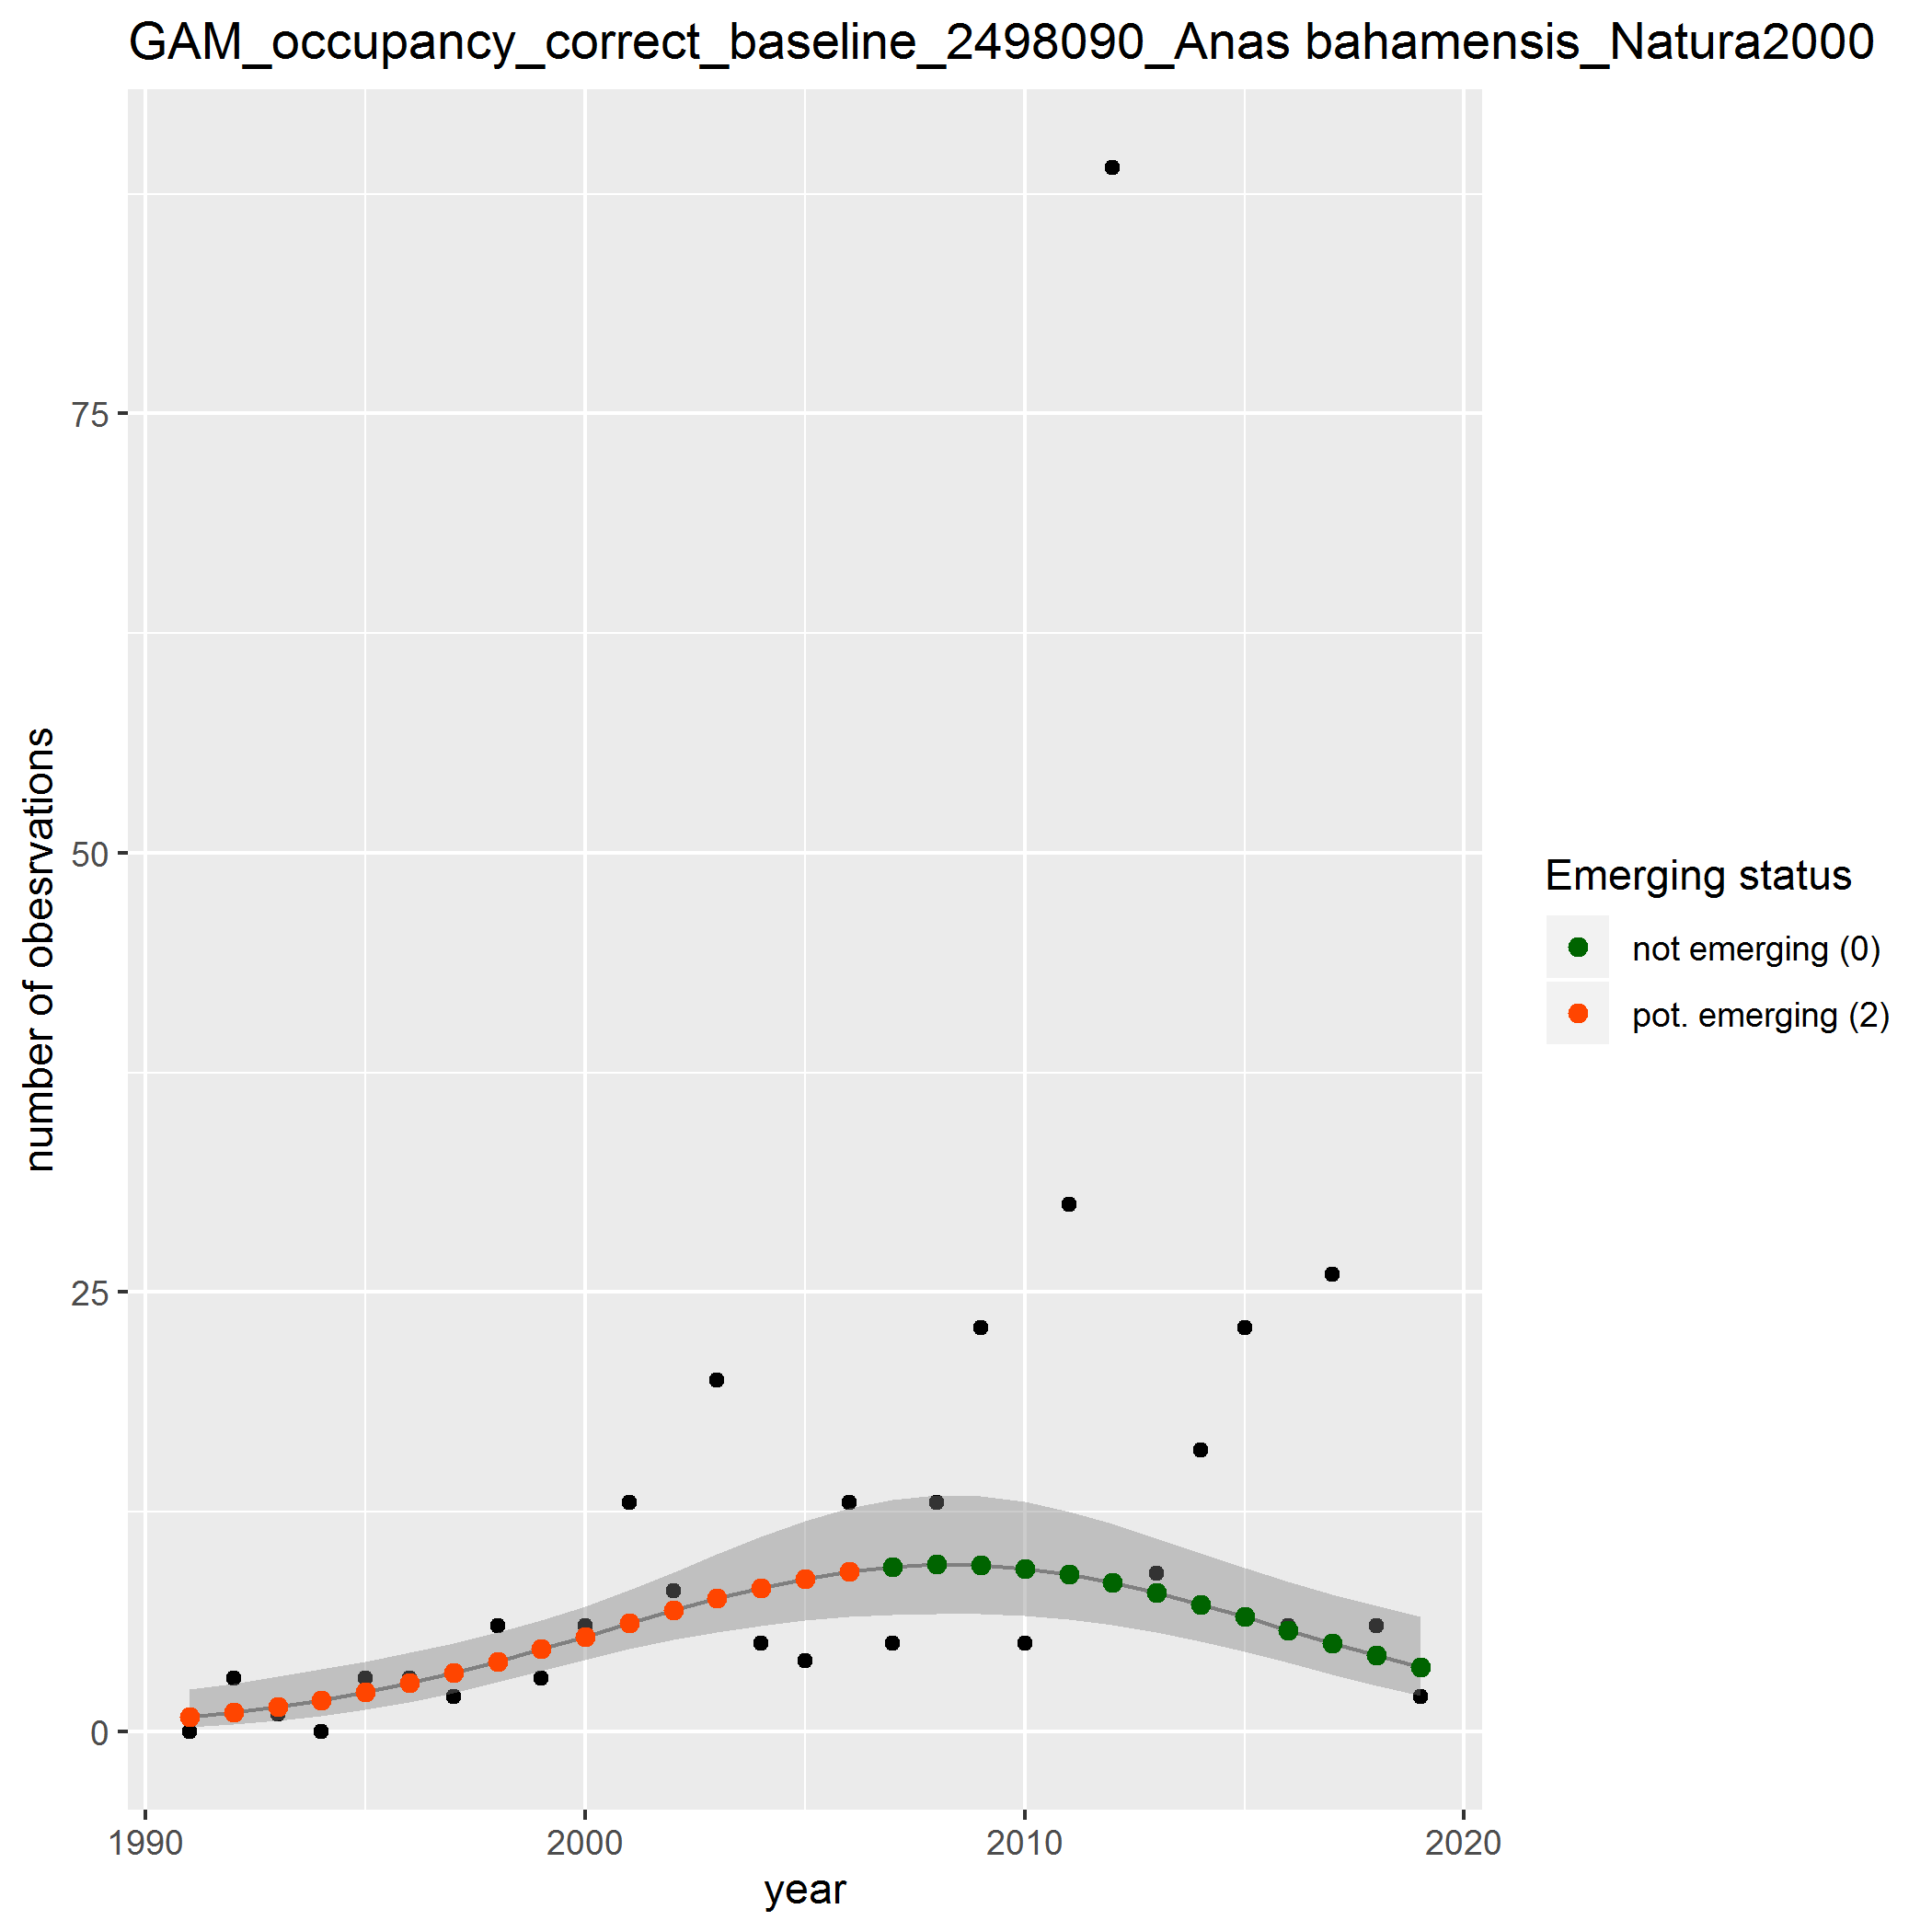 GAM_occupancy_correct_baseline_2498090_Anas bahamensis_Natura2000
75
50
25
0
number of obesrvations
1990
2000
2010
2020
year
Emerging status
not emerging (0)
pot. emerging (2)